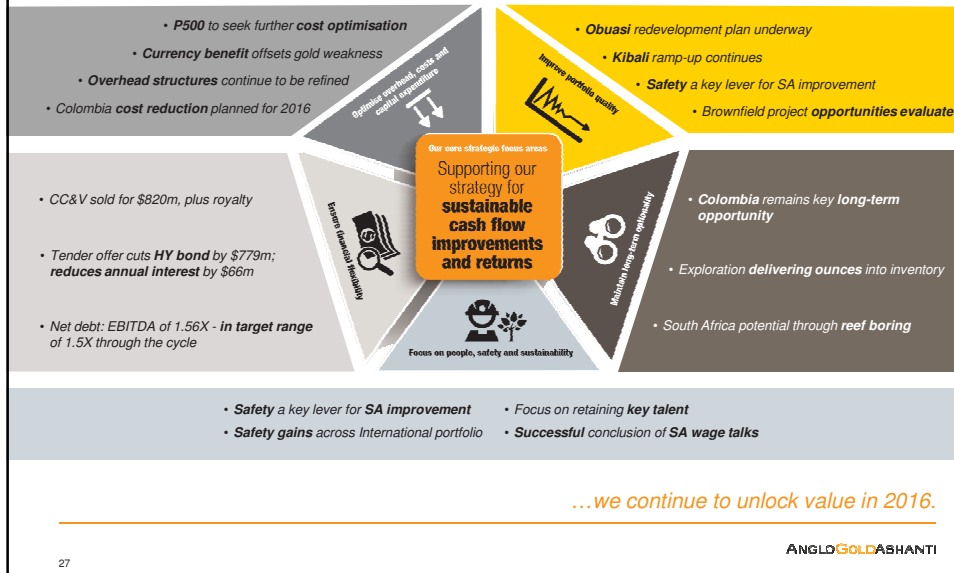 • P500 to seek further cost optimisation
• Currency benefit offsets gold weakness
• Overhead structures continue to be refined
• Colombia cost reduction planned for 2016
Optimise overhead, costs and
capital expenditure
Improve portfolio quality
• Obuasi redevelopment plan underway
• Kibali ramp-up continues
• Safety a key lever for SA improvement
• Brownfield project opportunities evaluate
Our core strategic focus areas
Supporting our
strategy for
sustainable
cash flow
improvements
and returns
• CC&V sold for $820m, plus royalty
• Tender offer cuts HY bond by $779m;
reduces annual interest by $66m
• Net debt: EBITDA of 1.56X - in target range
of 1.5X through the cycle
Ensure financial flexibility
Maintain long-term optionality
• Colombia remains key long-term
opportunity
• Exploration delivering ounces into inventory
• South Africa potential through reef boring
Focus on people, safety and sustainability
• Safety a key lever for SA improvement
• Safety gains across International portfolio
• Focus on retaining key talent
• Successful conclusion of SA wage talks
…we continue to unlock value in 2016.
ANGLOGOLDASHANTI
27